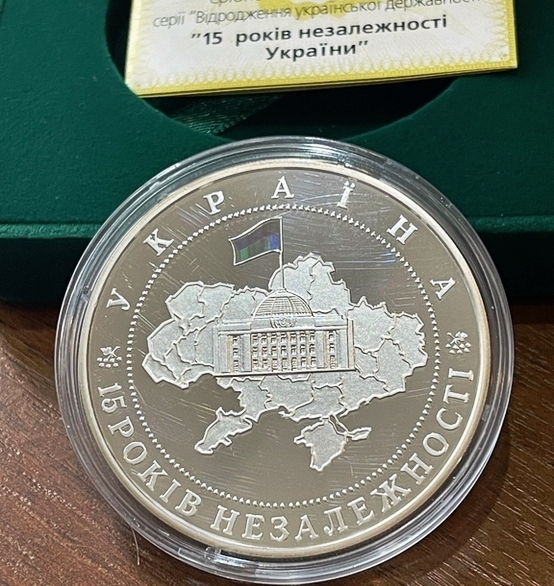 серії "Відродження української державності"
"15 років незалежності
України"
УКРАЇНА
15 РОКІВ НЕЗАЛЕЖНОСТІ